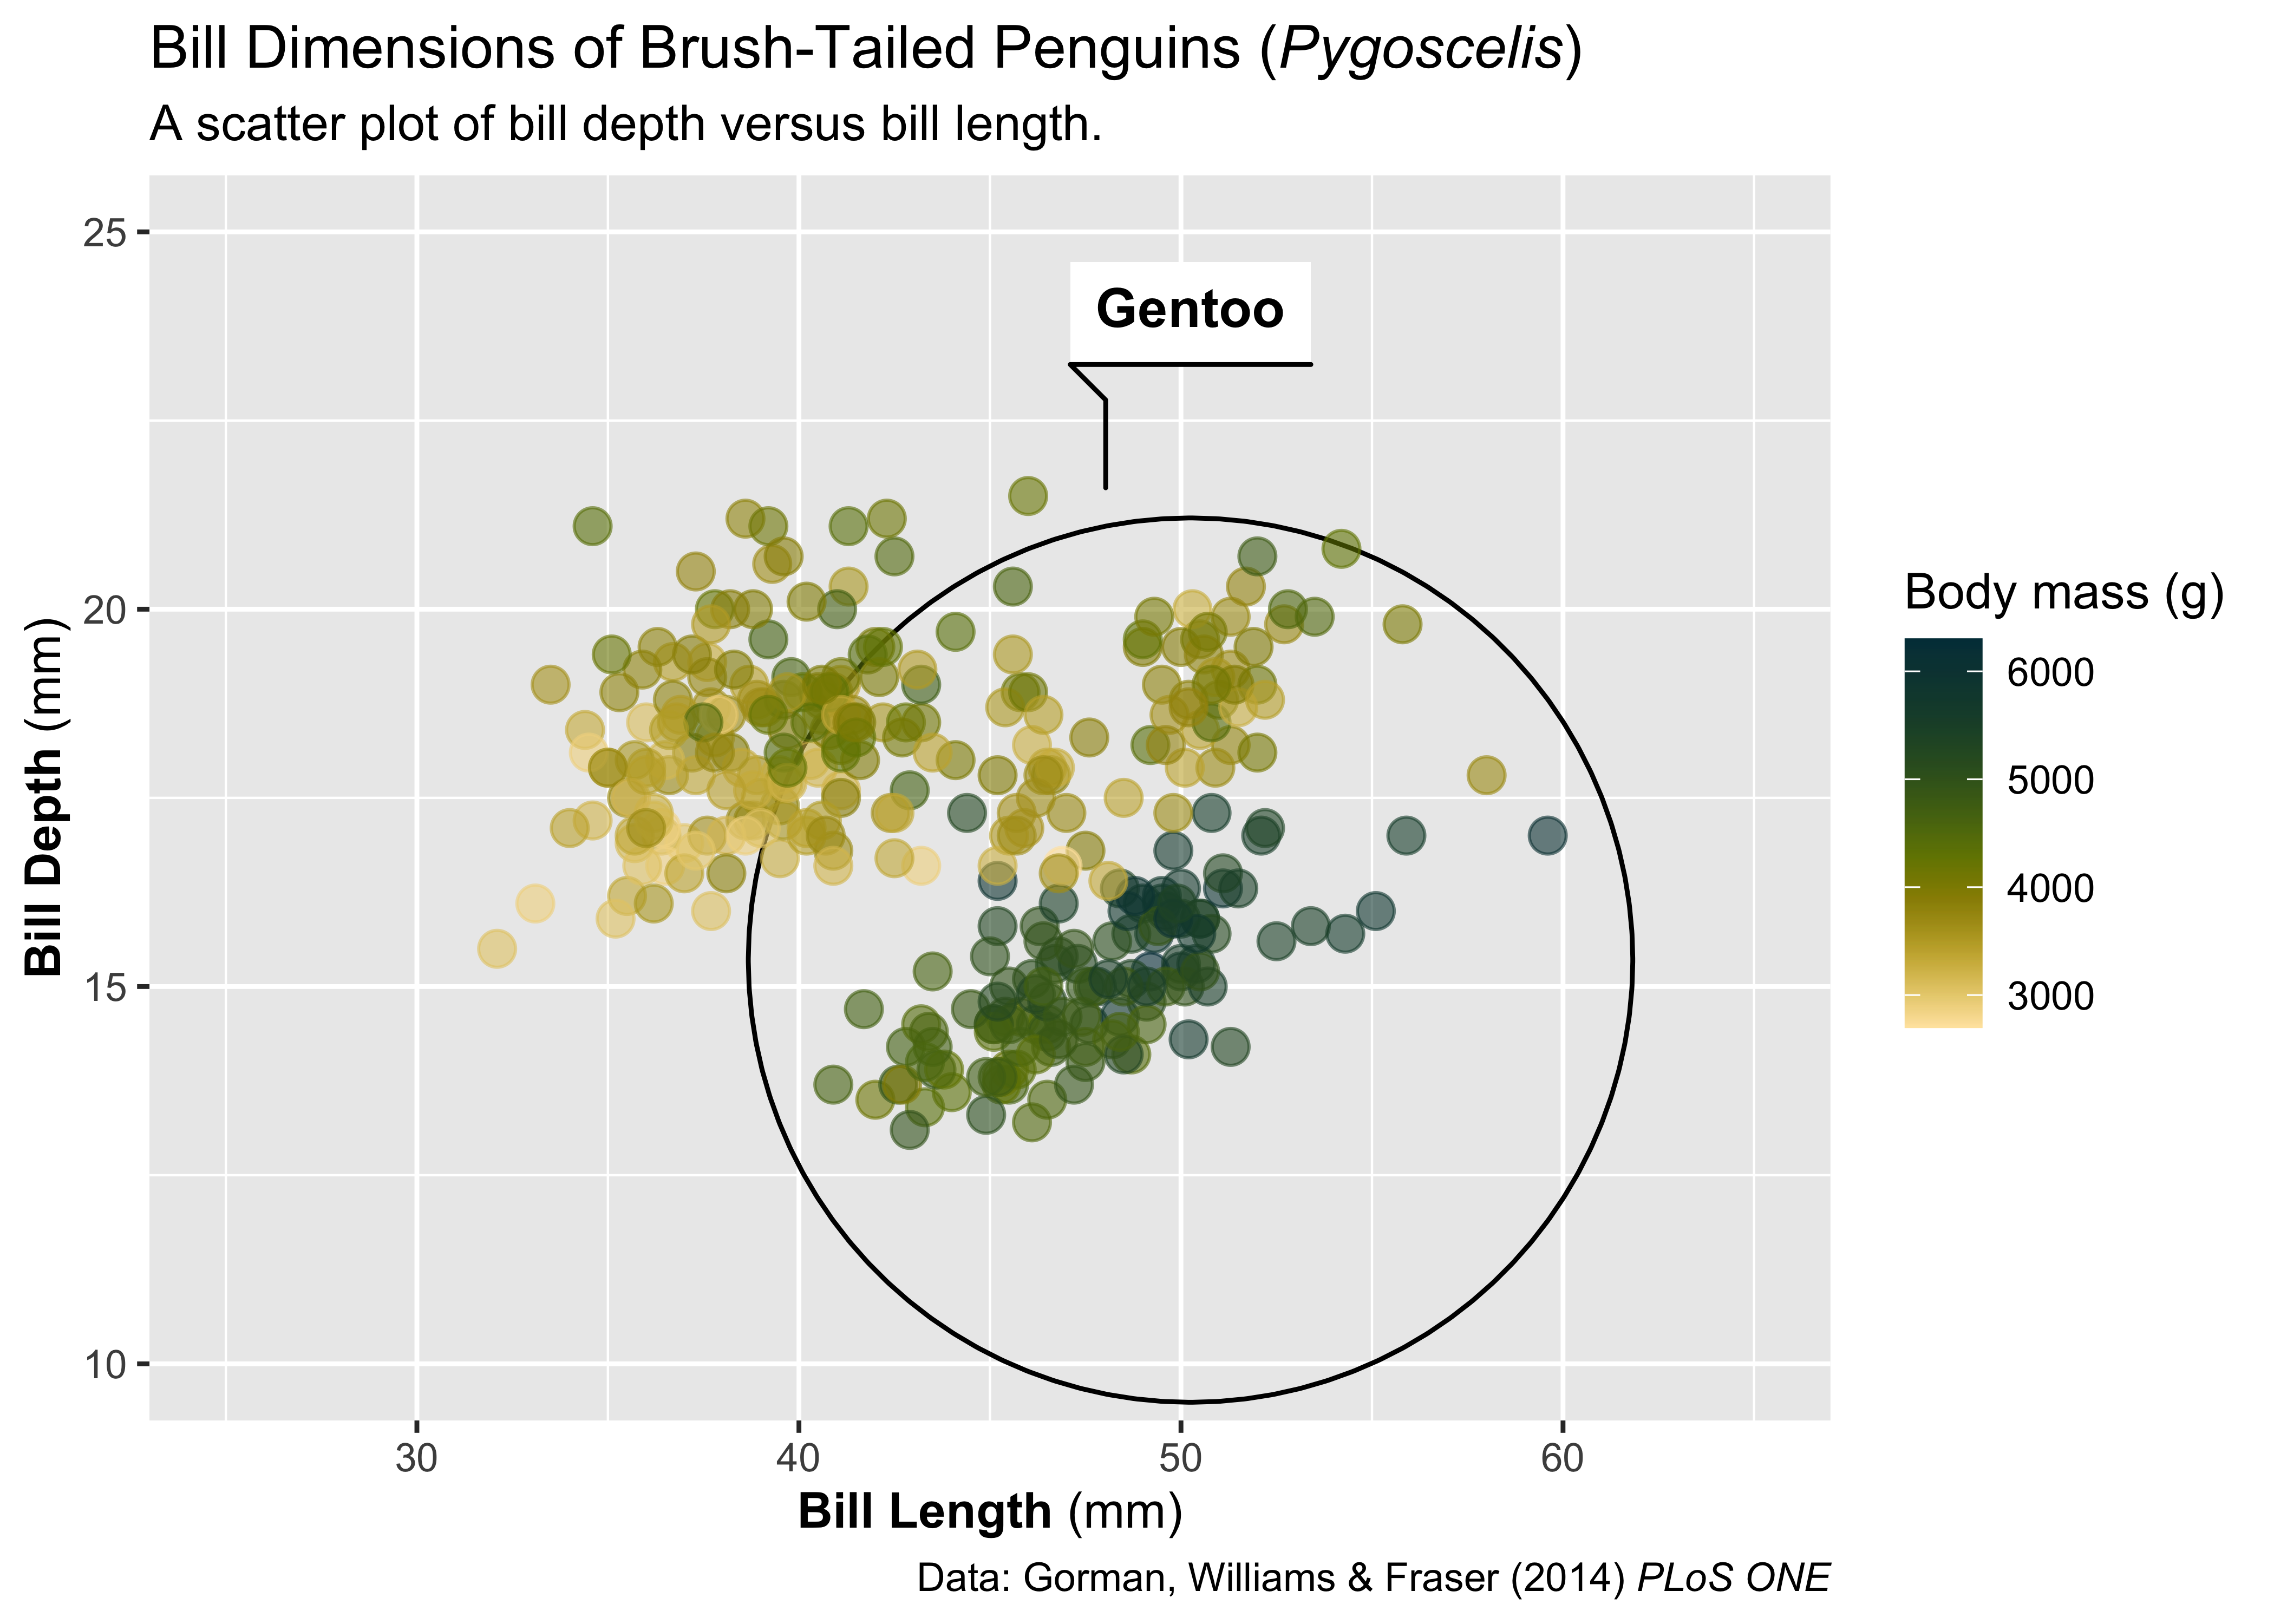 Bill Dimensions of Brush-Tailed Penguins (Pygoscelis)
A scatter plot of bill depth versus bill length.
25
20
15
10
Bill Depth (mm)
Gentoo
30 40 50 60
Bill Length (mm)
Body mass (g)
6000
5000
4000
3000
Data: Gorman, Williams & Fraser (2014) PLoS ONE